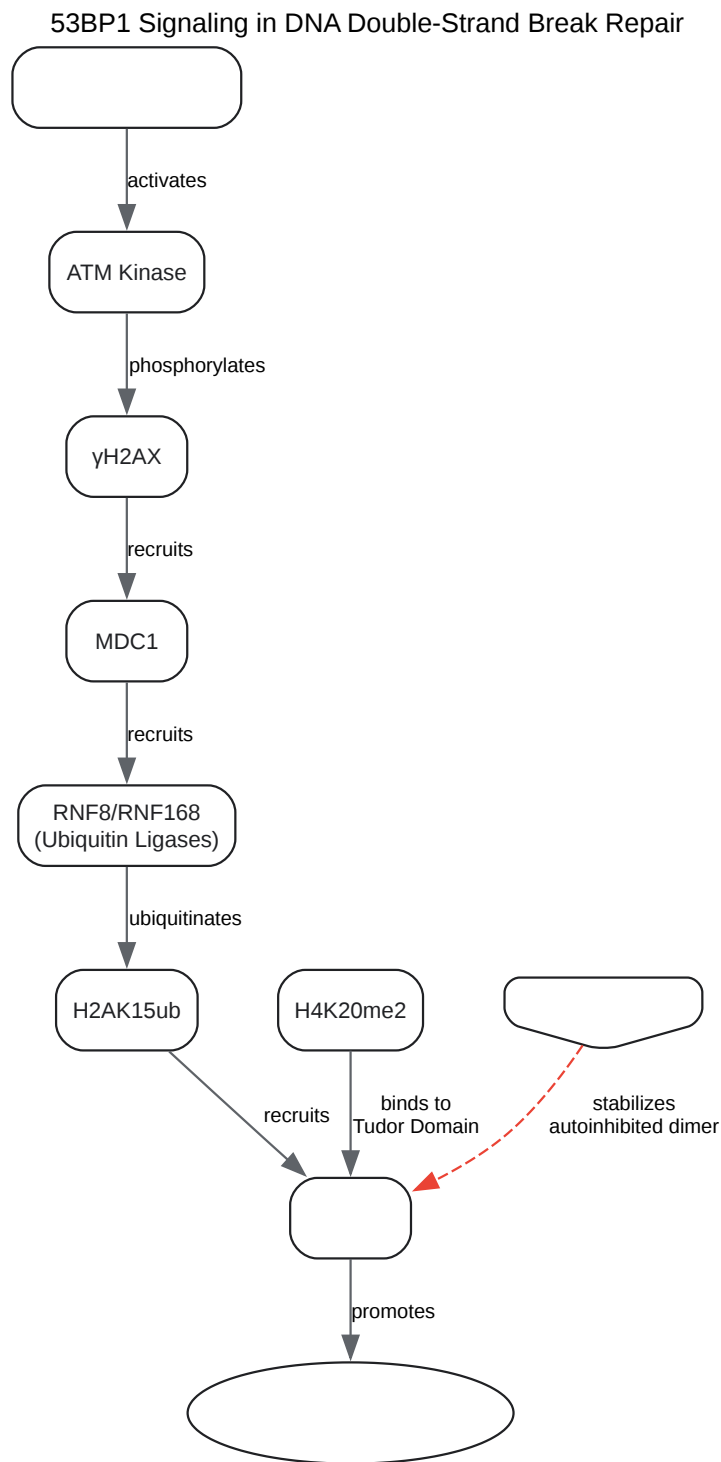 53BP1 Signaling in DNA Double-Strand Break Repair
activates
ATM Kinase
phosphorylates
γH2AX
recruits
MDC1
recruits
RNF8/RNF168
(Ubiquitin Ligases)
ubiquitinates
H2AK15ub
H4K20me2
recruits
binds to
Tudor Domain
stabilizes
autoinhibited dimer
promotes